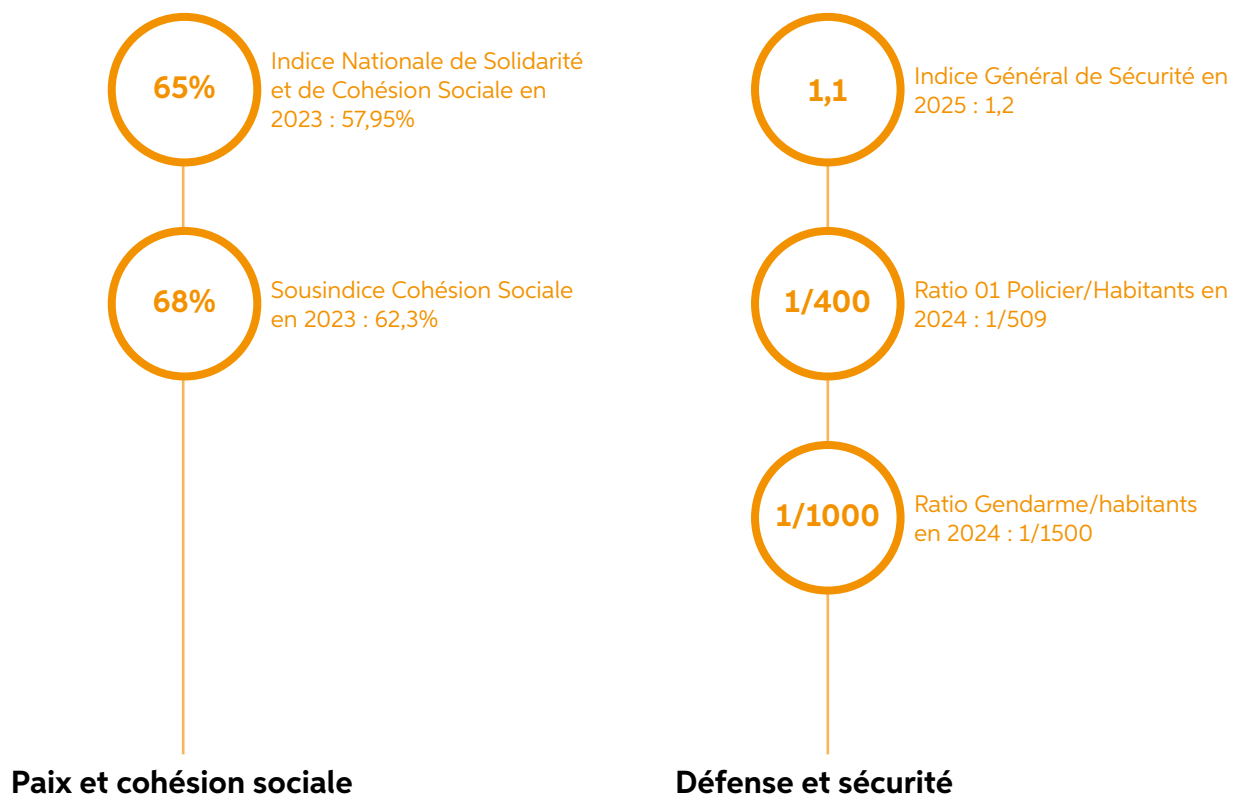 65%
Indice Nationale de Solidarité
et de Cohésion Sociale en
2023 : 57,95%
68%
Sousindice Cohésion Sociale
en 2023 : 62,3%
Paix et cohésion sociale
1,1
Indice Général de Sécurité en
2025 : 1,2
1/400
Ratio 01 Policier/Habitants en
2024 : 1/509
1/1000
Ratio Gendarme/habitants
en 2024 : 1/1500
Défense et sécurité